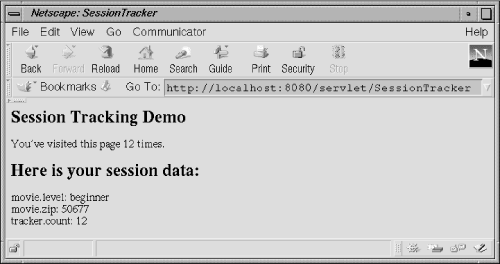 Netscape: SessionTracker
File Edit View Go Communicator Help
Back Forward Reload Home Search Guide Print Security Stop
N
Bookmarks Go To: http://localhost:8080/servlet/SessionTracker
Session Tracking Demo
You've visited this page 12 times.
Here is your session data:
movie.level: beginner
movie.zip: 50677
tracker.count: 12